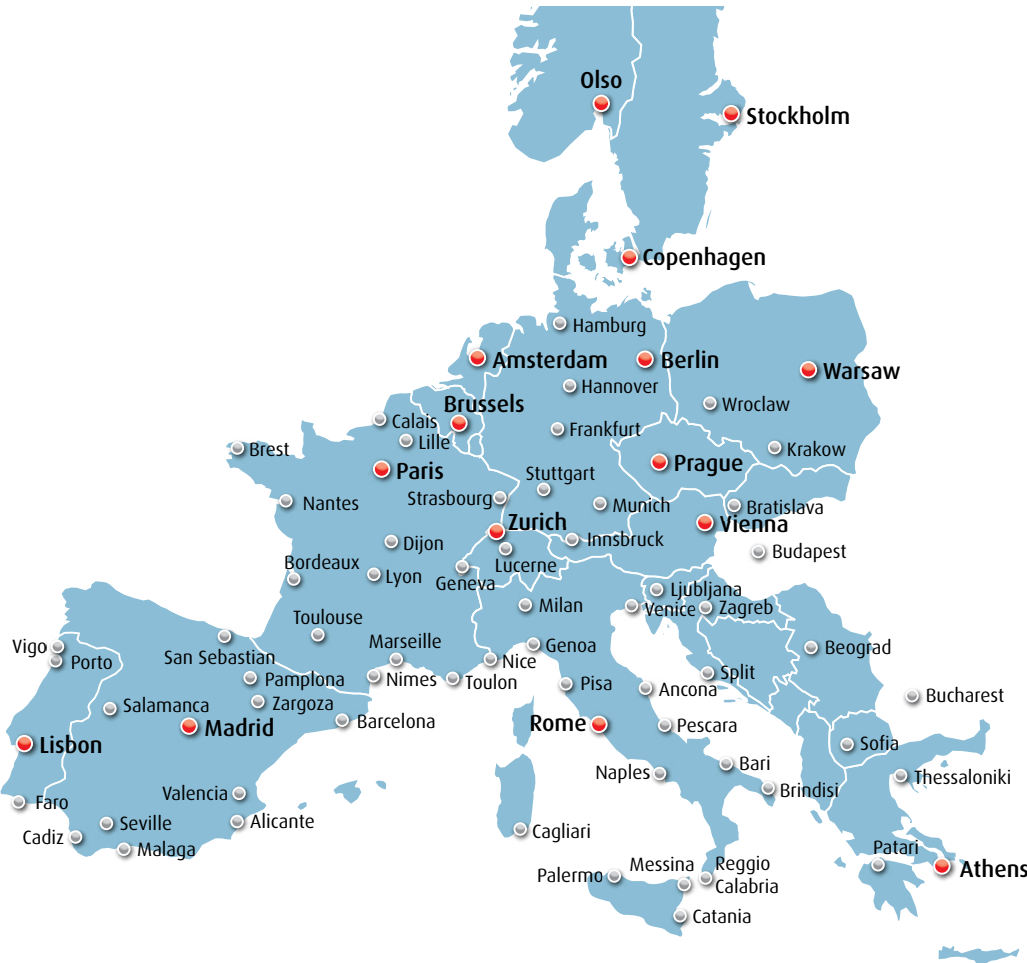 Olso
Stockholm
Copenhagen
Hamburg
Amsterdam
Berlin
Warsaw
Hannover
Brussels
Wroclaw
Calais
Frankfurt
Lille
Brest
Krakow
Paris
Prague
Stuttgart
Strasbourg
Nantes
Munich
Bratislava
Zurich
Vienna
Dijon
Innsbruck
Budapest
Bordeaux
Lucerne
Lyon
Geneva
Ljubljana
Milan
Venice
Zagreb
Toulouse
Marseille
Genoa
Vigo
Beograd
San Sebastian
Porto
Nice
Split
Pamplona
Nimes
Toulon
Pisa
Ancona
Bucharest
Zargoza
Salamanca
Barcelona
Madrid
Rome
Pescara
Lisbon
Sofia
Bari
Naples
Thessaloniki
Brindisi
Valencia
Faro
Seville
Alicante
Cagliari
Cadiz
Malaga
Patari
Messina
Reggio
Calabria
Athens
Palermo
Catania